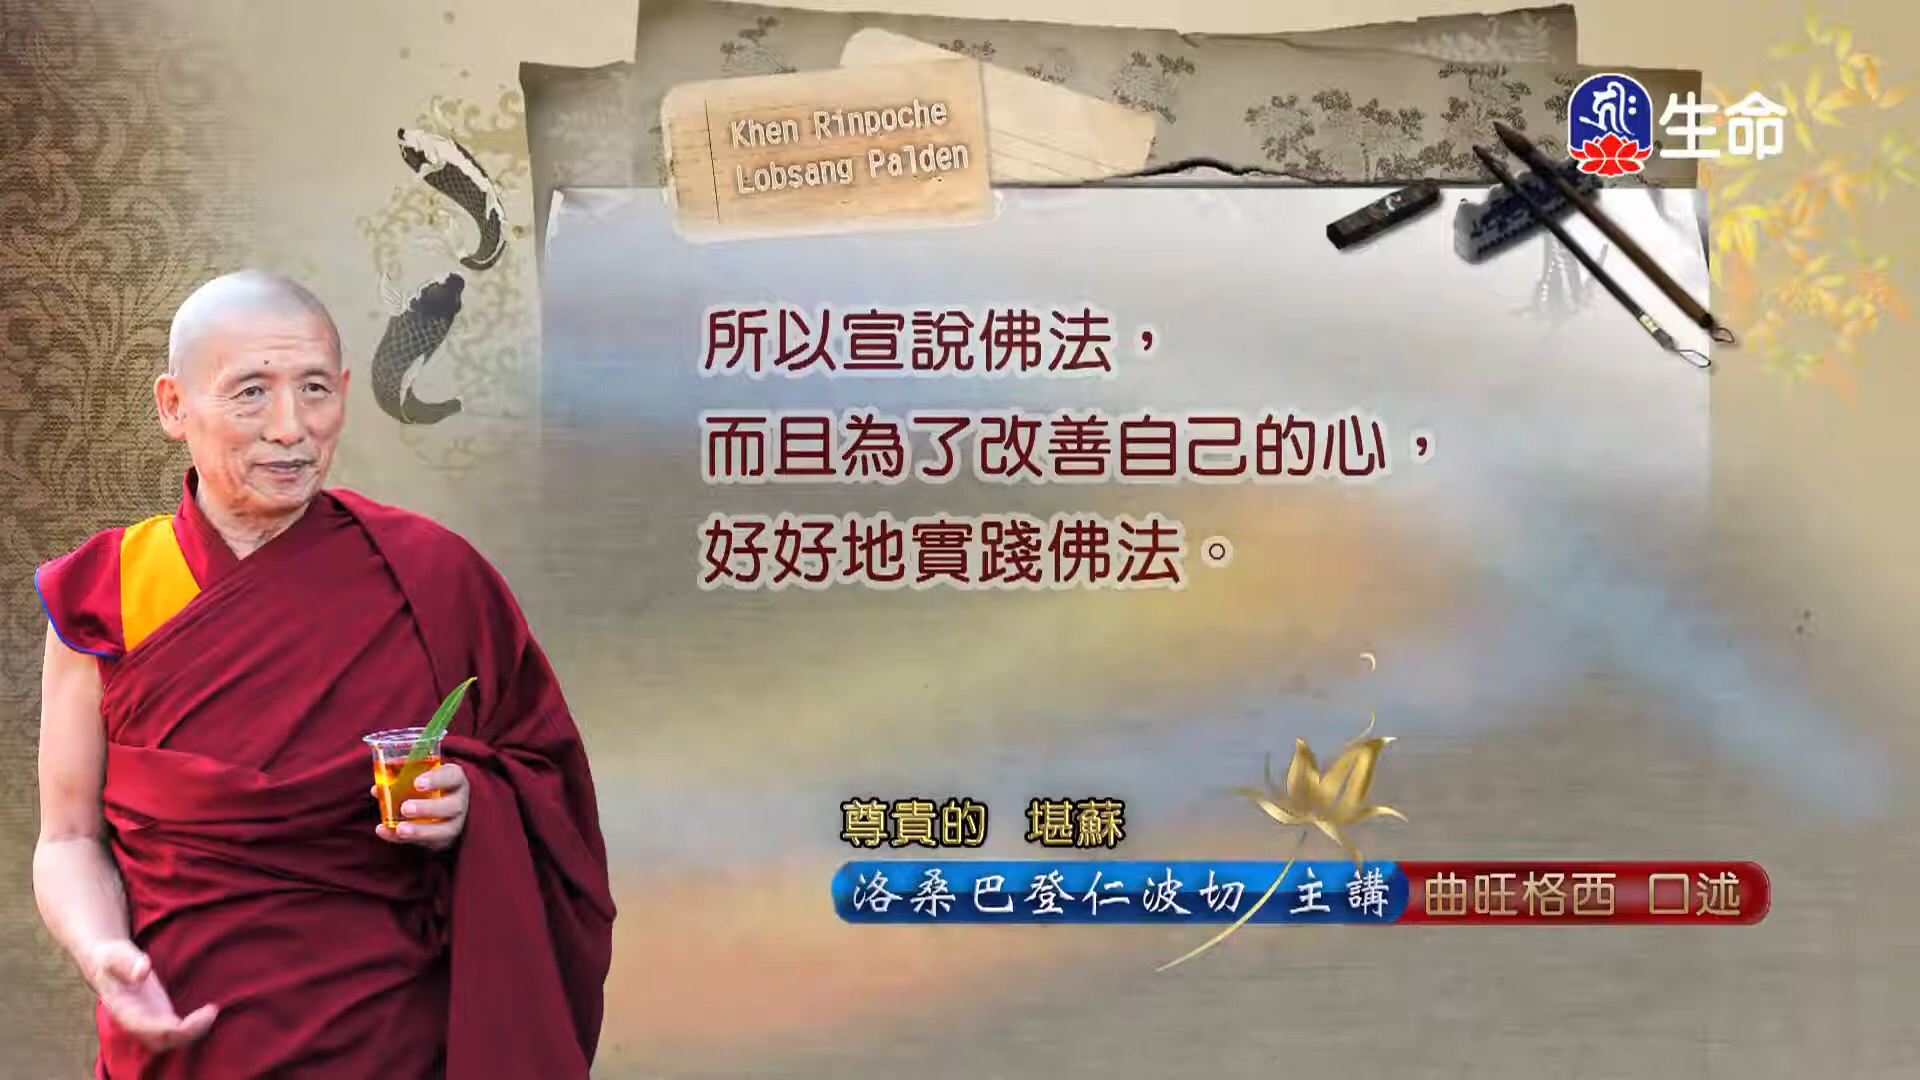 Khen Rinpoche
Lobsang Palden
生命
所以宣說佛法，
而且為了改善自己的心，
好好地實踐佛法。
尊貴的 堪蘇
洛桑巴登仁波切 主講
曲旺格西 口述